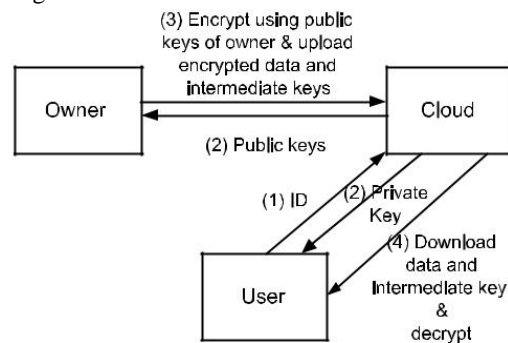 (3) Encrypt using public
keys of owner & upload
encrypted data and
intermediate keys
Owner
Cloud
(2) Public keys
(1) ID
(2) Private
Key
(4) Download
data and
Intermediate key
&
decrypt
User